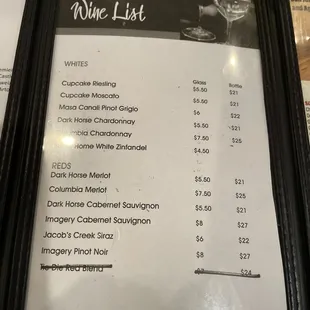 Wine List
WHITES
Glass Bottle
Cupcake Riesling $5.50 $21
Cupcake Moscato
Masa Canali Pinot Grigio $6 $22
Dark Horse Chardonnay $5.50 $21
Chardonnay $7.50 $25
Home White Zinfandel $4.50
REDS
Dark Horse Merlot $5.50 $21
Columbia Merlot $7.50 $25
Dark Horse Cabernet Sauvignon $5.50 $21
Imagery Cabernet Sauvignon $8 $27
Jacob's Creek Siraz $6 $22
Imagery Pinot Noir $8 $27
Tie Die Red Blend $24